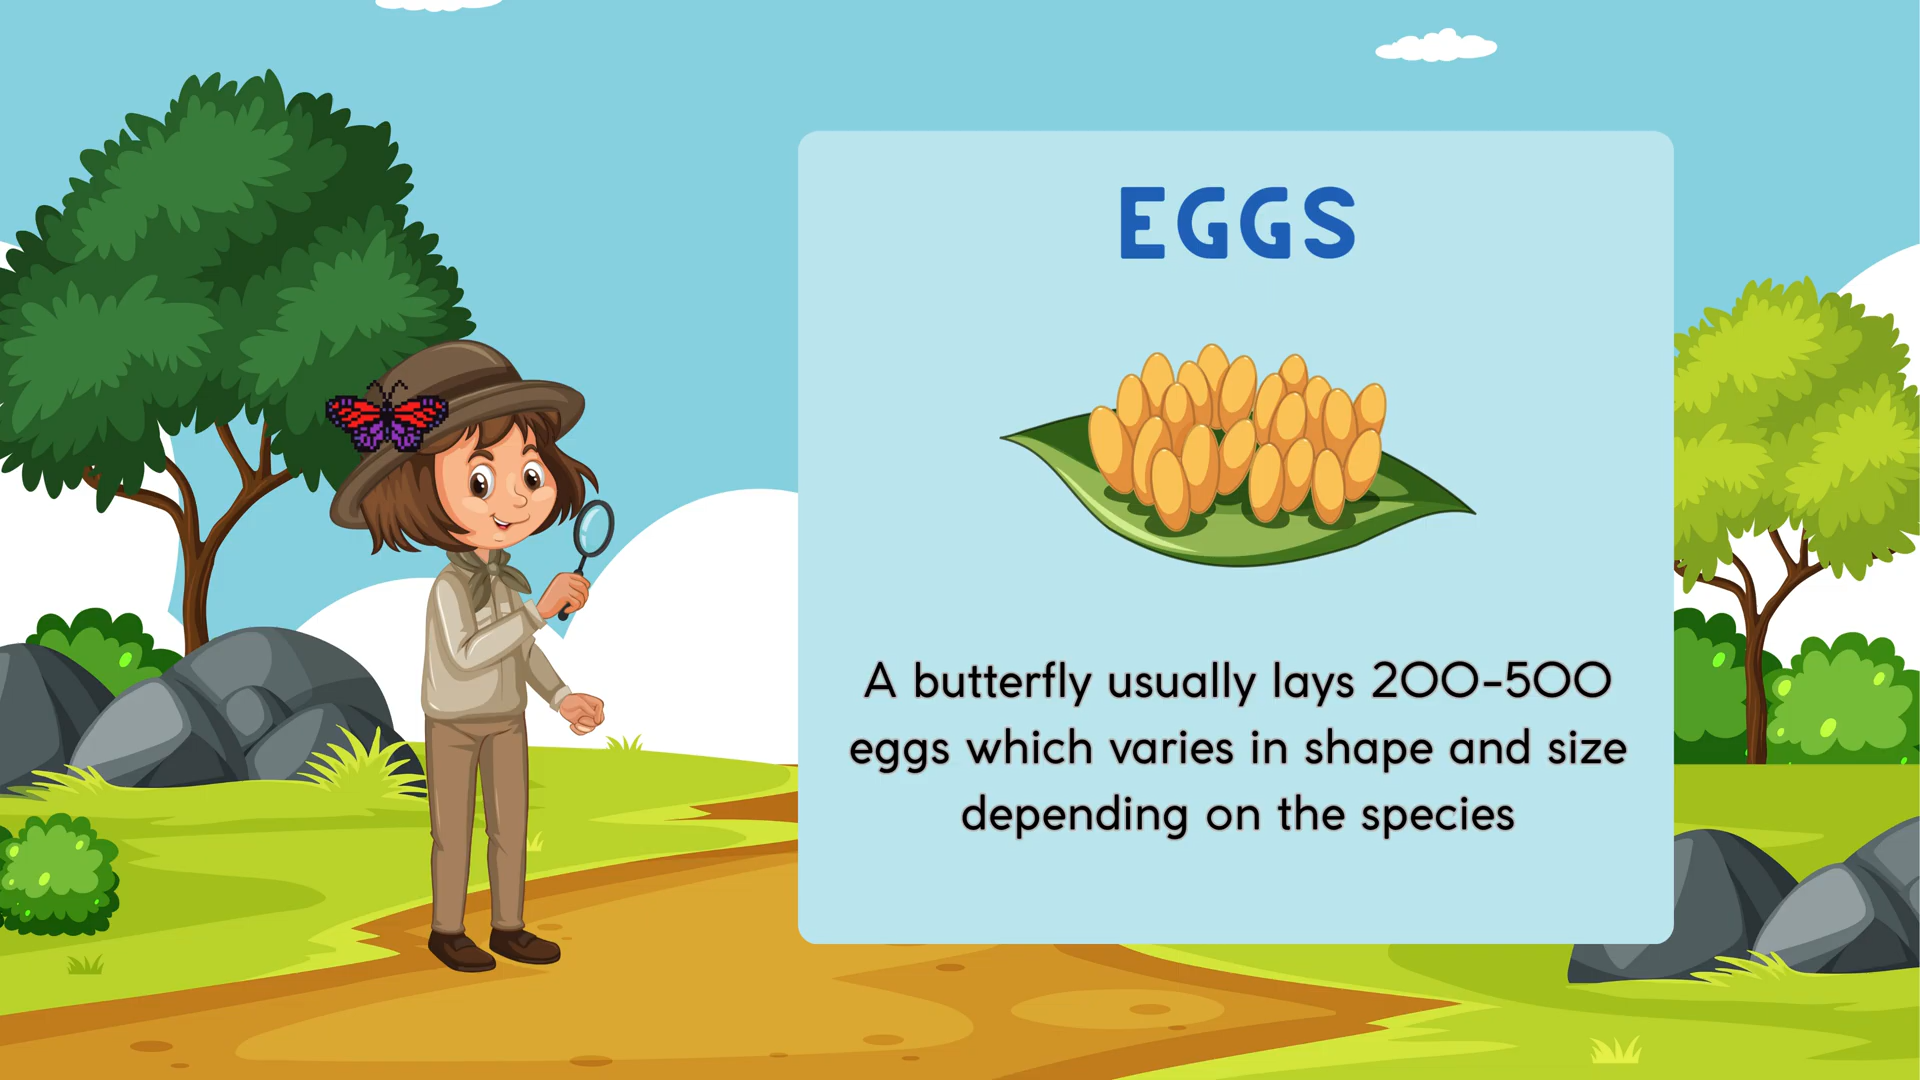 EGGS
A butterfly usually lays 200-500
eggs which varies in shape and size
depending on the species